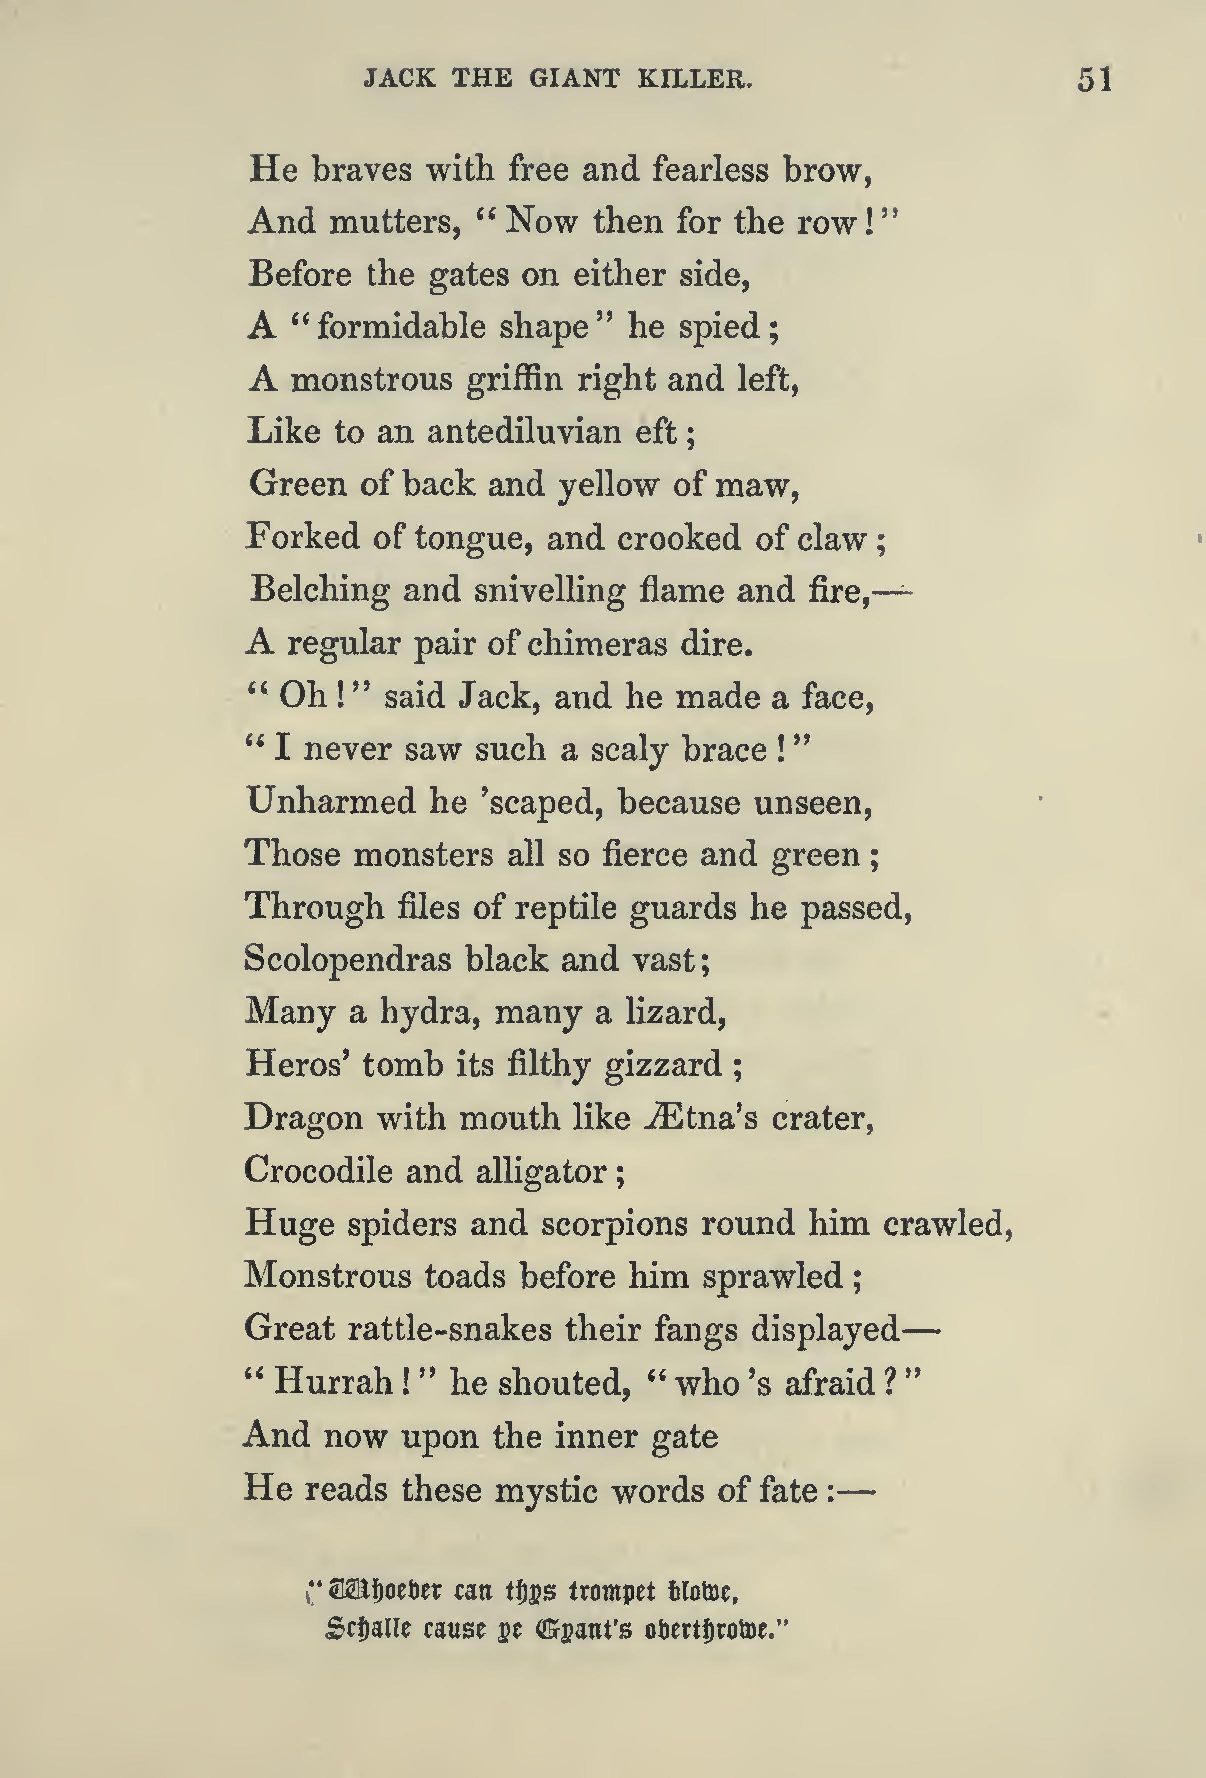 JACK THE GIANT KILLER. 51
He braves with free and fearless brow,
And mutters, “Now then for the row!”
Before the gates on either side,
A “formidable shape” he spied;
A monstrous griffin right and left,
Like to an antediluvian eft;
Green of back and yellow of maw,
Forked of tongue, and crooked of claw;
Belching and snivelling flame and fire,—
A regular pair of chimeras dire.
“Oh!” said Jack, and he made a face,
“I never saw such a scaly brace!”
Unharmed he ’scaped, because unseen,
Those monsters all so fierce and green;
Through files of reptile guards he passed,
Scolopendras black and vast;
Many a hydra, many a lizard,
Heros’ tomb its filthy gizzard;
Dragon with mouth like Ætna’s crater,
Crocodile and alligator;
Huge spiders and scorpions round him crawled,
Monstrous toads before him sprawled;
Great rattle-snakes their fangs displayed—
“Hurrah!” he shouted, “who’s afraid?”
And now upon the inner gate
He reads these mystic words of fate:—
“Whoever can thys trompet blowe,
Schalle cause ye Gyant’s overthrowe.”